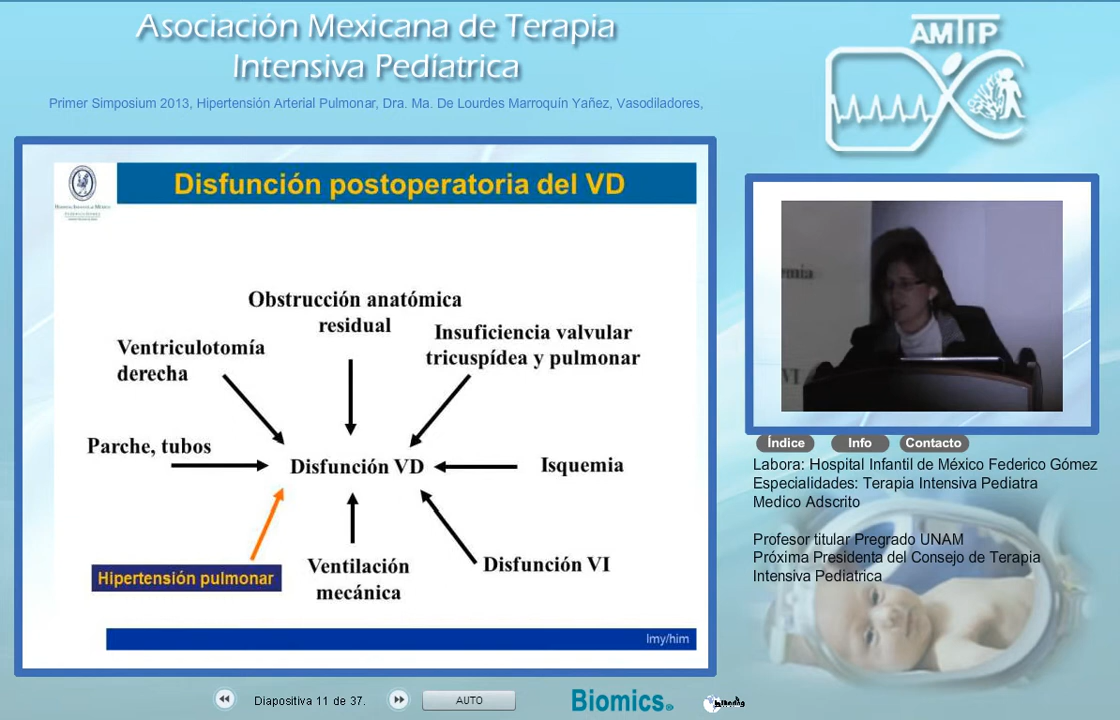 Asociación Mexicana de Terapia
Intensiva Pedíatrica
AMTIP
Primer Simposium 2013, Hipertensión Arterial Pulmonar, Dra. Ma. De Lourdes Marroquín Yañez, Vasodiladores,
Disfunción postoperatoria del VD
Obstrucción anatómica
residual
Insuficiencia valvular
tricuspídea y pulmonar
Ventriculotomía
derecha
Parche, tubos
Disfunción VD
Isquemia
Hipertensión pulmonar
Ventilación
mecánica
Disfunción VI
lmy/him
Índice Info Contacto
Labora: Hospital Infantil de México Federico Gómez
Especialidades: Terapia Intensiva Pediatra
Medico Adscrito
Profesor titular Pregrado UNAM
Próxima Presidenta del Consejo de Terapia
Intensiva Pediatrica
Diapositiva 11 de 37.
AUTO
Biomics